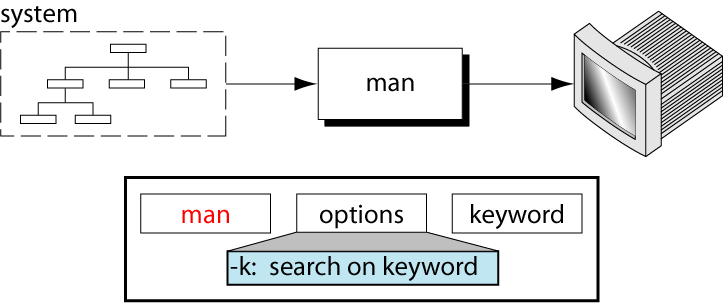 system
man
man options keyword
-k: search on keyword